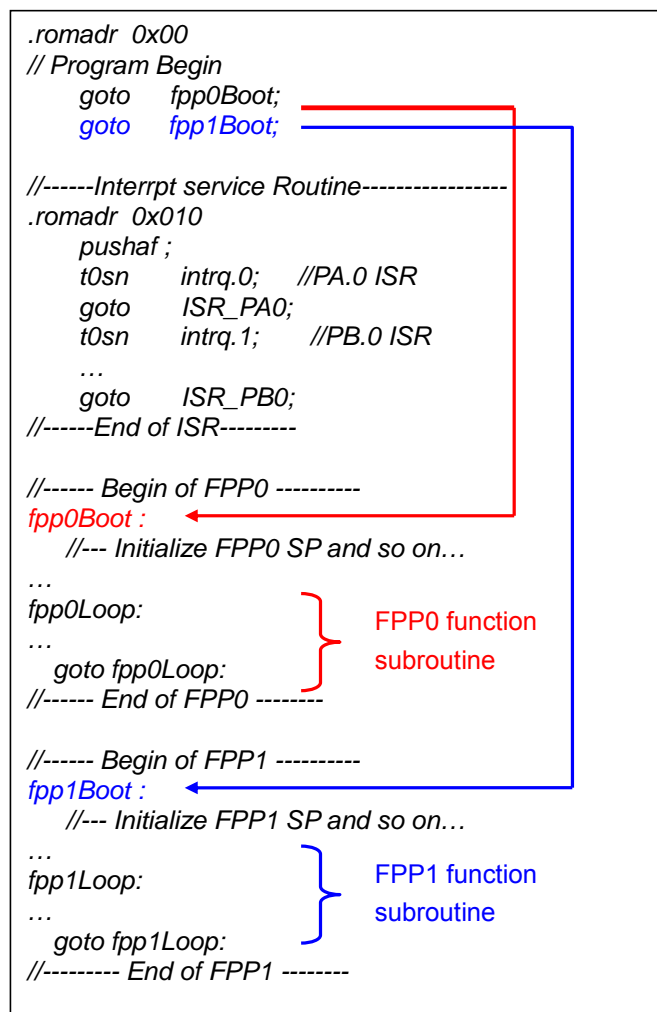 .romadr 0x00
// Program Begin
goto fpp0Boot;
goto fpp1Boot;
//------Interrpt service Routine-----------------
.romadr 0x010
pushaf ;
t0sn intrq.0; //PA.0 ISR
goto ISR_PA0;
t0sn intrq.1; //PB.0 ISR
…
goto ISR_PB0;
//------End of ISR---------
//------ Begin of FPP0 ----------
fpp0Boot :
//--- Initialize FPP0 SP and so on…
…
fpp0Loop:
…
goto fpp0Loop:
FPP0 function
subroutine
//------ End of FPP0 --------
//------ Begin of FPP1 ----------
fpp1Boot :
//--- Initialize FPP1 SP and so on…
…
fpp1Loop:
…
goto fpp1Loop:
FPP1 function
subroutine
//--------- End of FPP1 --------